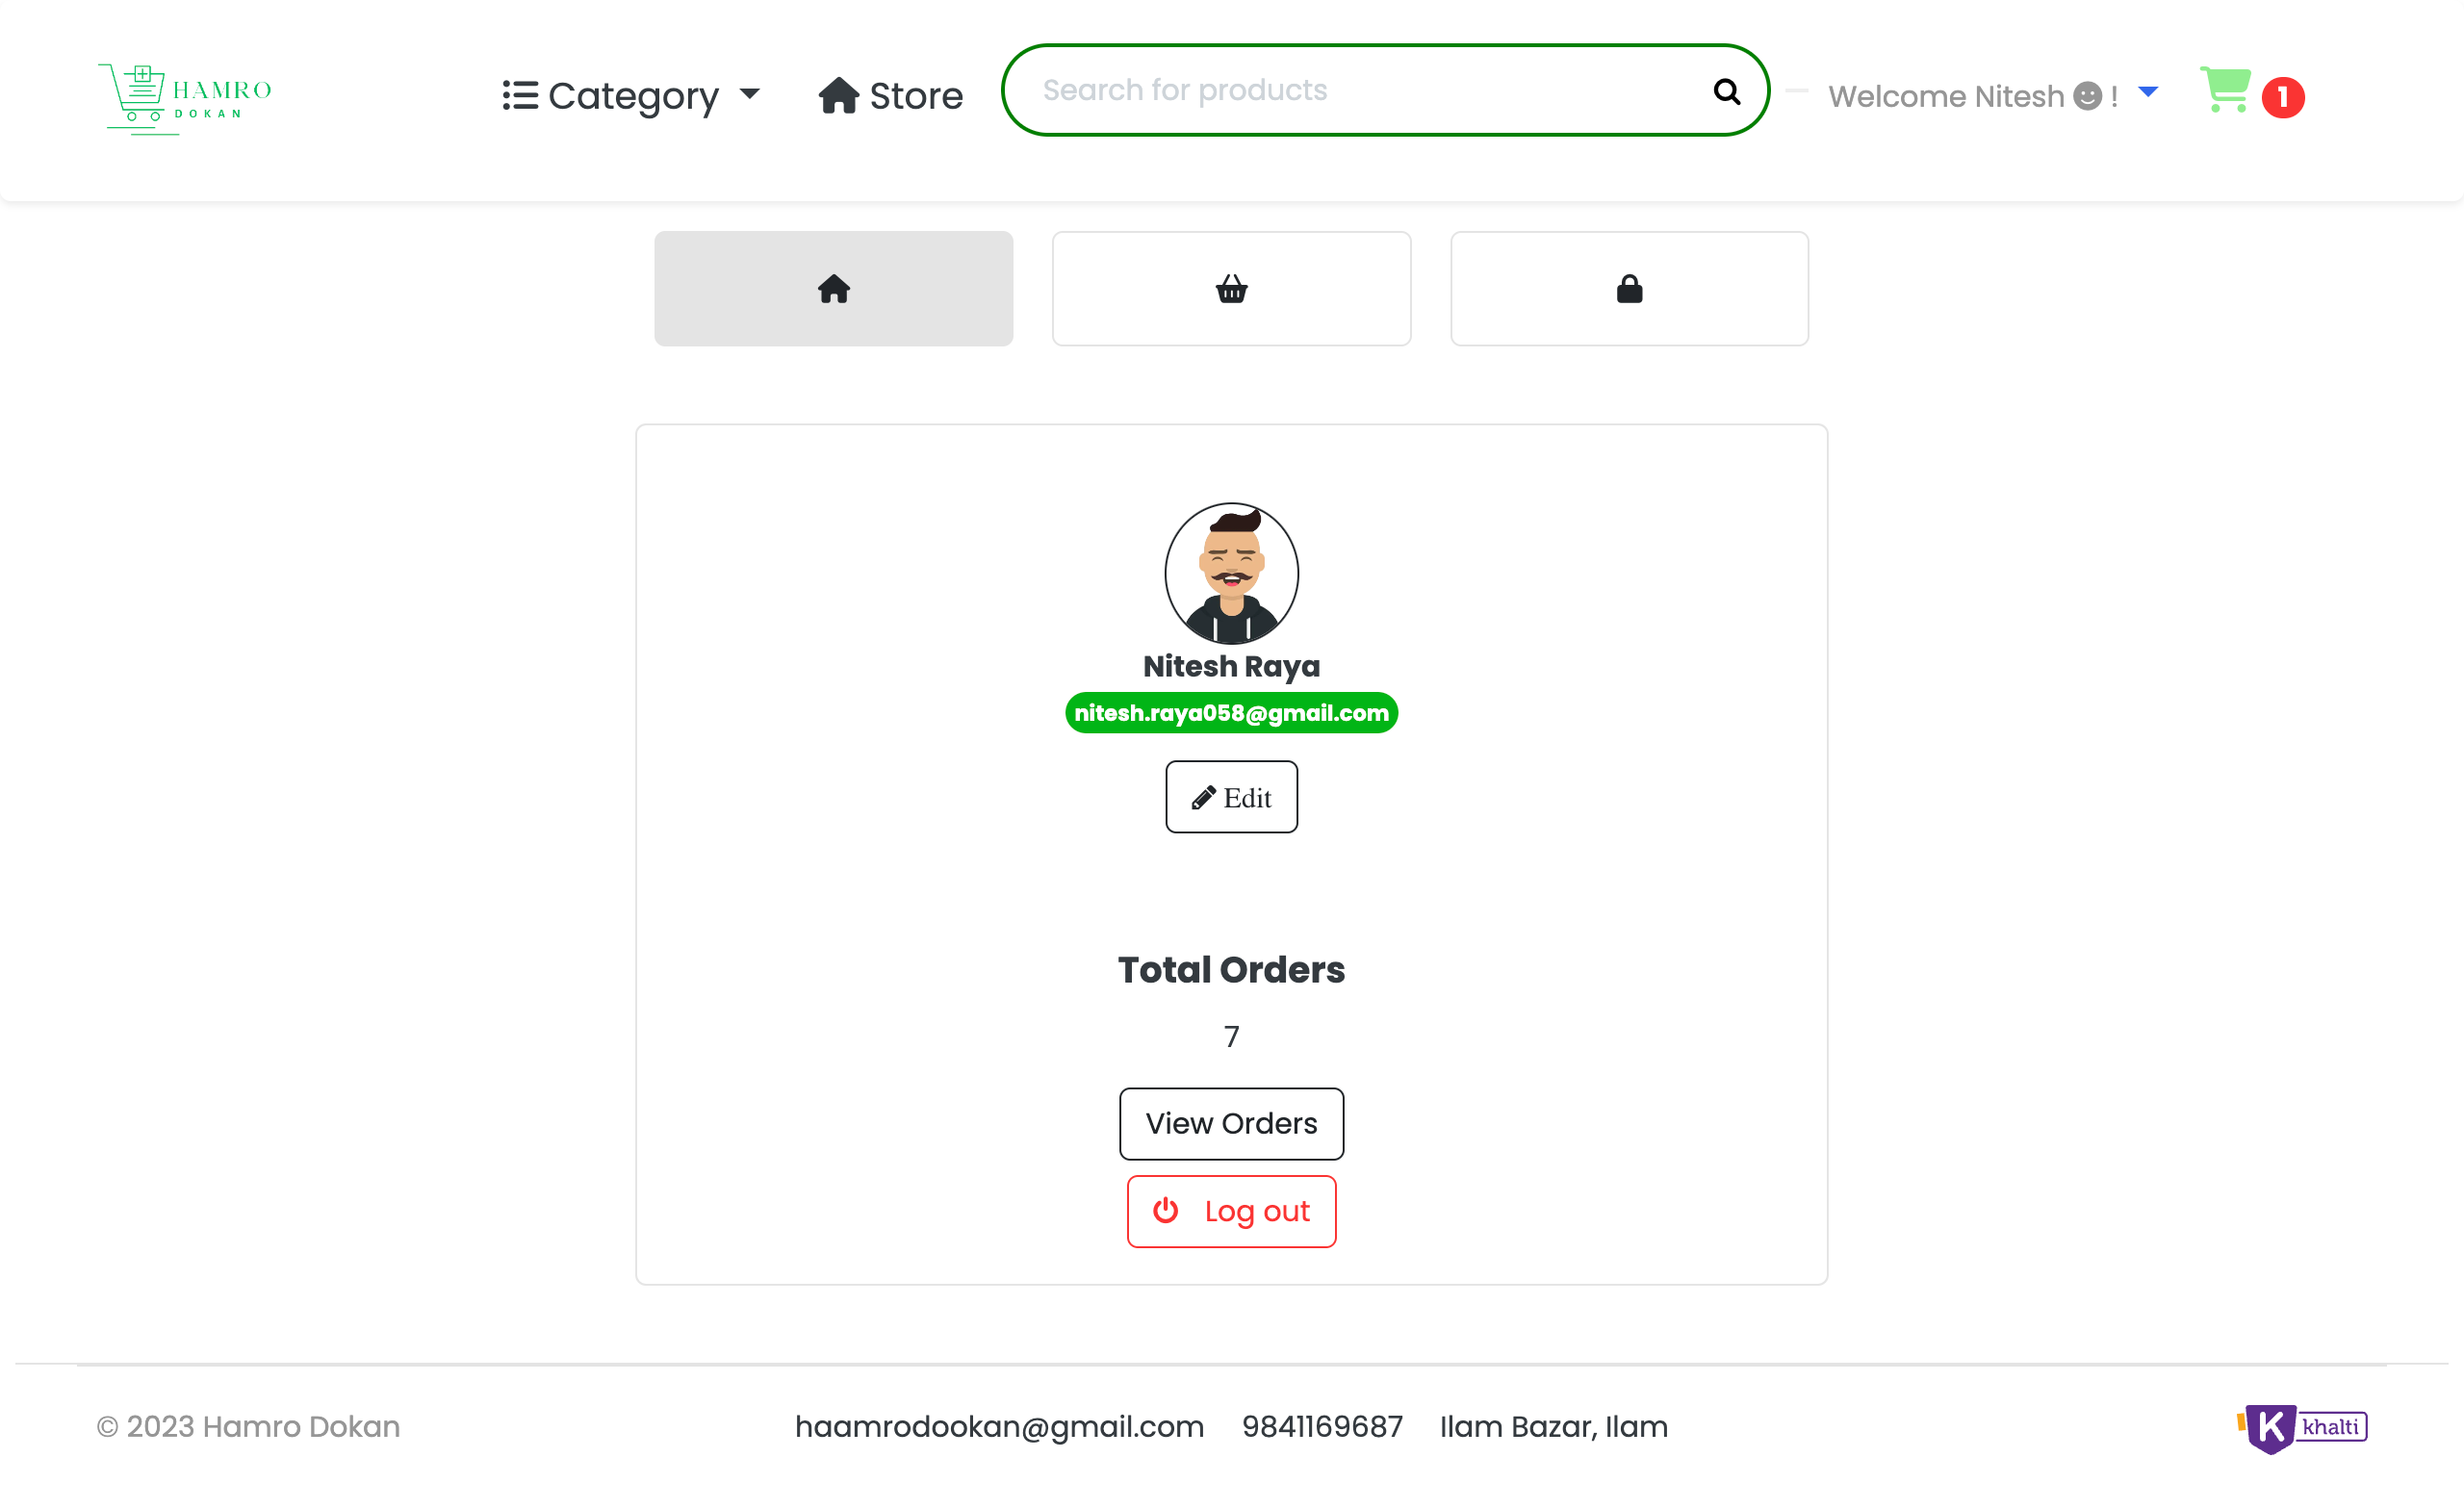 HAMRO
DOKAN
Category
Store
Search for products
Welcome Nitesh !
1
Nitesh Raya
nitesh.raya058@gmail.com
Edit
Total Orders
7
View Orders
Log out
© 2023 Hamro Dokan
haamrodookan@gmail.com
9841169687
Ilam Bazar, Ilam
K khalti